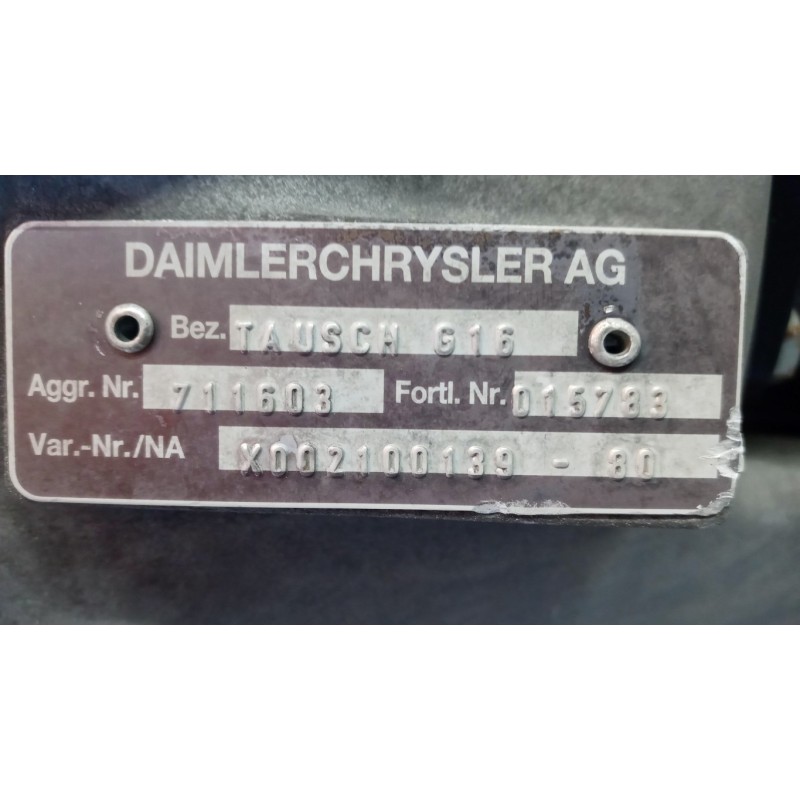 DAIMLERCHRYSLER AG
Bez. TAUSCH G16
Aggr. Nr. 711603 Fortl. Nr. 015783
Var.-Nr./NA X002100139 - 80